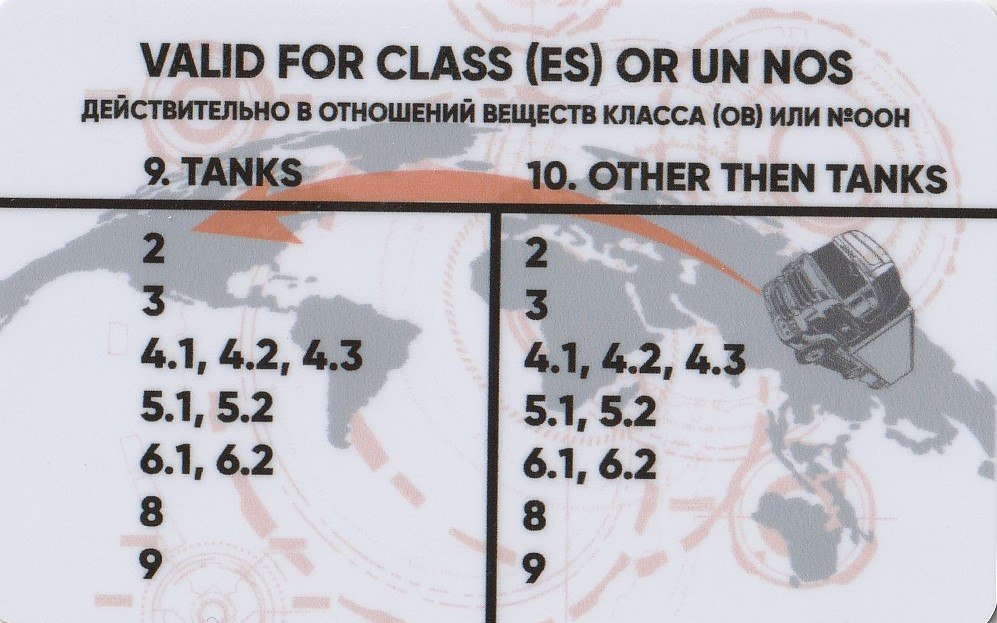 VALID FOR CLASS (ES) OR UN NOS
ДЕЙСТВИТЕЛЬНО В ОТНОШЕНИЙ ВЕЩЕСТВ КЛАССА (ОВ) ИЛИ №ООН
9. TANKS 10. OTHER THEN TANKS
2 2
3 3
4.1, 4.2, 4.3 4.1, 4.2, 4.3
5.1, 5.2 5.1, 5.2
6.1, 6.2 6.1, 6.2
8 8
9 9